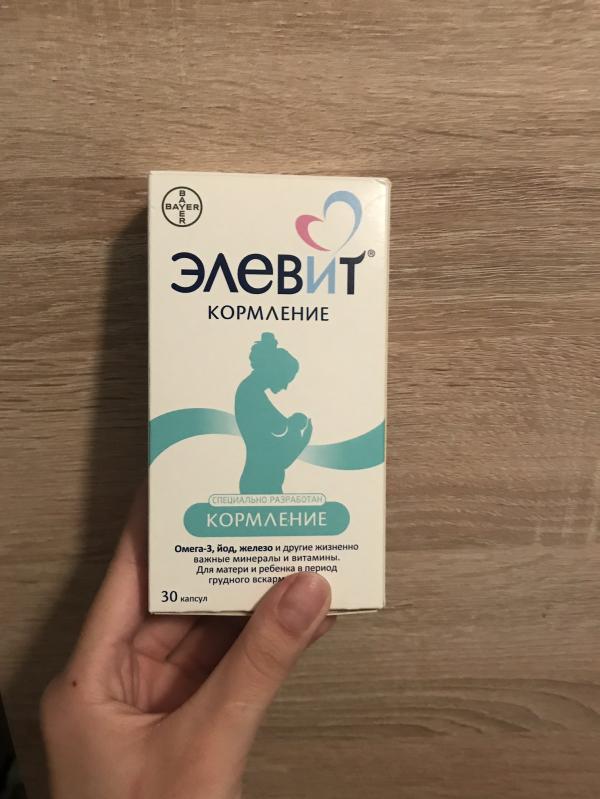 BAYER
BAYER
ЭЛЕВИТ®
КОРМЛЕНИЕ
СПЕЦИАЛЬНО РАЗРАБОТАН
КОРМЛЕНИЕ
Омега-3, йод, железо и другие жизненно
важные минералы и витамины.
Для матери и ребенка в период
грудного
30 капсул